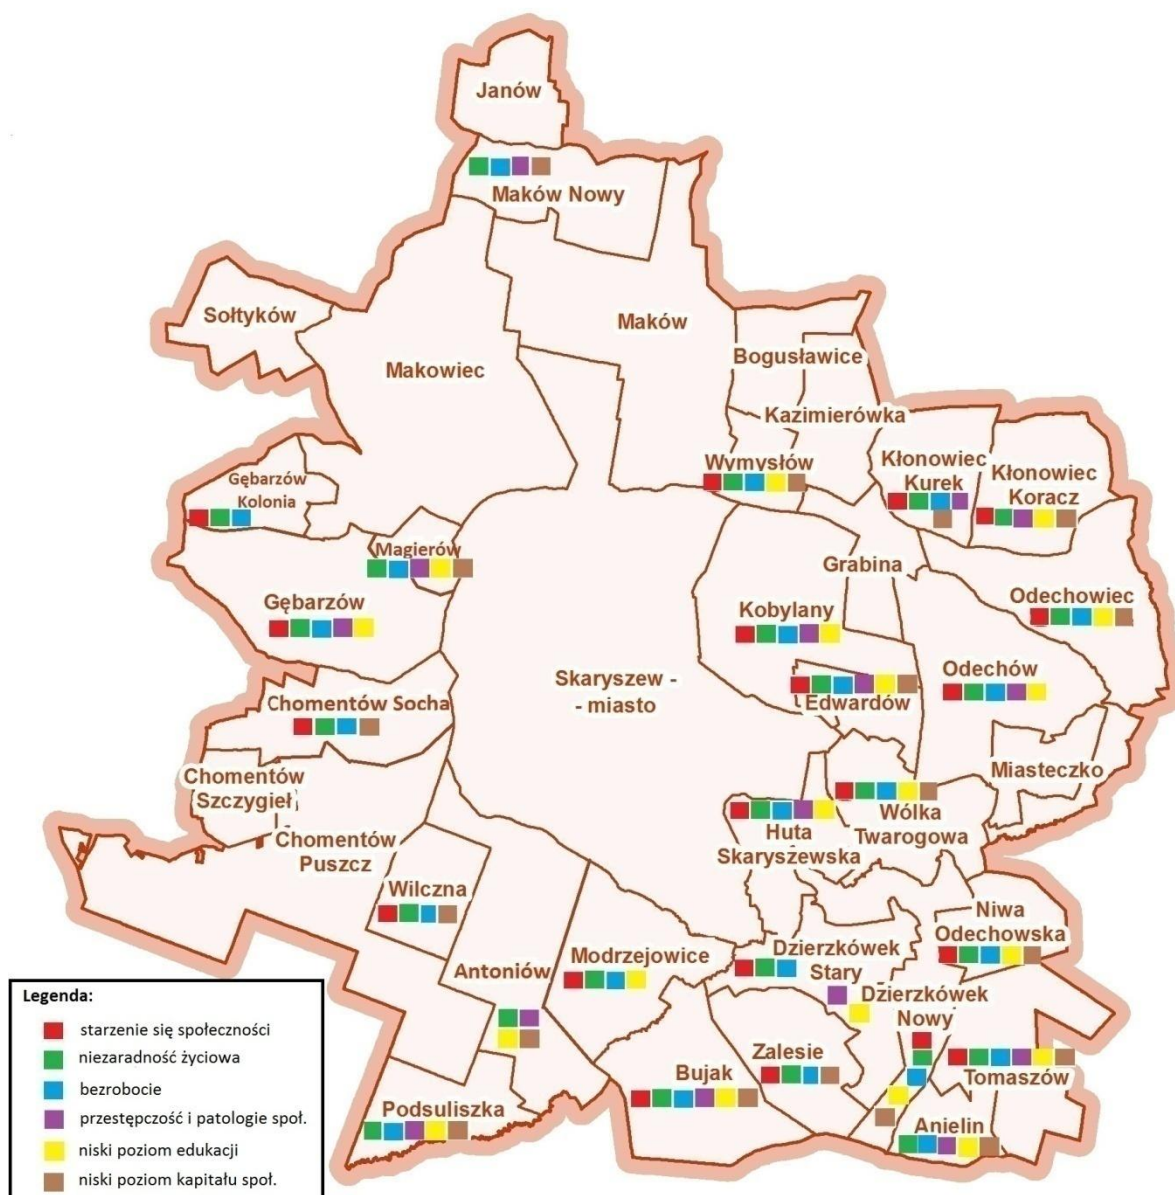 Janów
Maków Nowy
Sołtyków
Maków
Makowiec
Bogusławice
Kazimierówka
Wymysłów
Kłonowiec
Kurek
Kłonowiec
Koracz
Gębarzów
Kolonia
Magierów
Grabina
Gębarzów
Kobylany
Odechowiec
Skaryszew -
- miasto
Odechów
Chomentów Socha
Edwardów
Chomentów
Szczygieł
Miasteczko
Chomentów
Puszcz
Huta
Skaryszewska
Wólka
Twarogowa
Wilczna
Niwa
Odechowska
Antoniów
Modrzejowice
Dzierzkówek
Stary
Dzierzkówek
Nowy
Zalesie
Bujak
Tomaszów
Podsuliszka
Anielin
Legenda:
starzenie się społeczności
niezaradność życiowa
bezrobocie
przestępczość i patologie społ.
niski poziom edukacji
niski poziom kapitału społ.